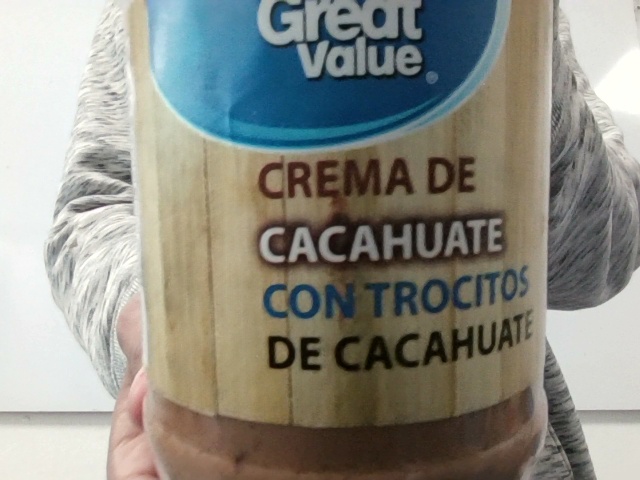 Great
Value®
CREMA DE
CACAHUATE
CON TROCITOS
DE CACAHUATE